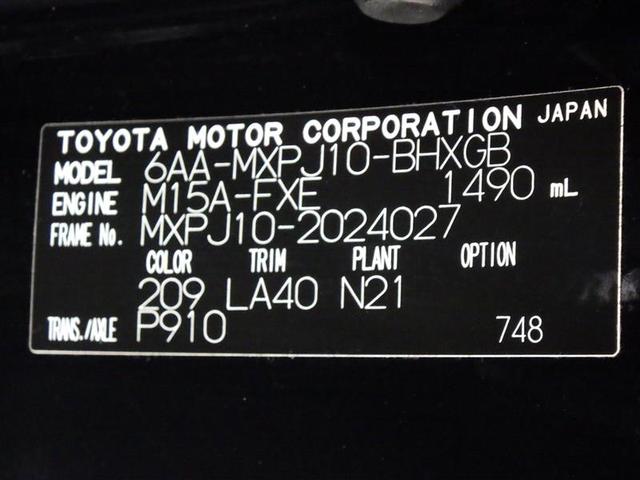 TOYOTA MOTOR CORPORATION JAPAN
MODEL 6AA-MXPJ10-BHXGB
ENGINE M15A-FXE 1490 mL
FRAME No. MXPJ10-2024027
COLOR TRIM PLANT OPTION
209 LA40 N21
TRANS./AXLE P910 748